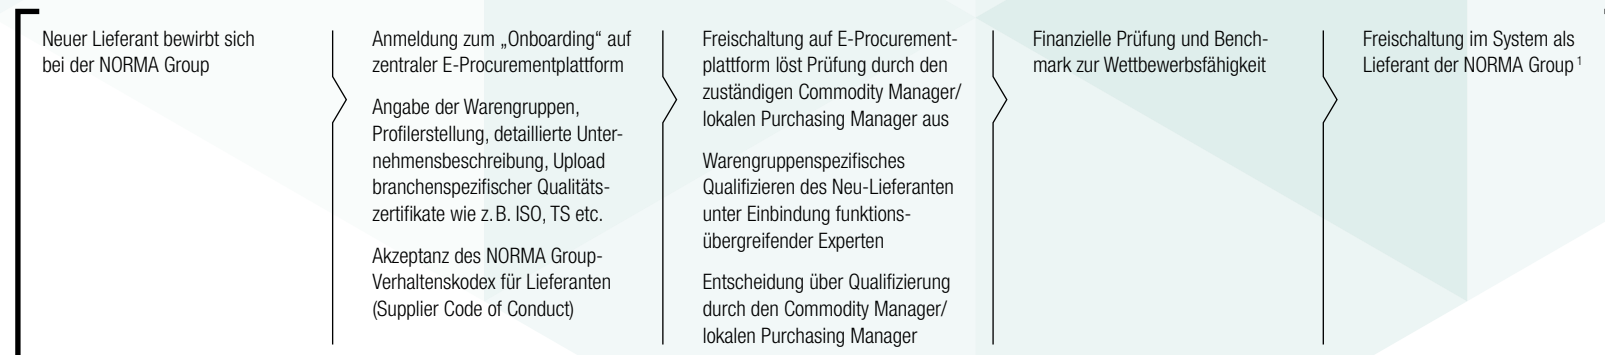 Neuer Lieferant bewirbt sich
bei der NORMA Group
Anmeldung zum „Onboarding“ auf
zentraler E-Procurementplattform
Angabe der Warengruppen,
Profilerstellung, detaillierte Unter-
nehmensbeschreibung, Upload
branchenspezifischer Qualitäts-
zertifikate wie z. B. ISO, TS etc.
Akzeptanz des NORMA Group-
Verhaltenskodex für Lieferanten
(Supplier Code of Conduct)
Freischaltung auf E-Procurement-
plattform löst Prüfung durch den
zuständigen Commodity Manager/
lokalen Purchasing Manager aus
Warengruppenspezifisches
Qualifizieren des Neu-Lieferanten
unter Einbindung funktions-
übergreifender Experten
Entscheidung über Qualifizierung
durch den Commodity Manager/
lokalen Purchasing Manager
Finanzielle Prüfung und Bench-
mark zur Wettbewerbsfähigkeit
Freischaltung im System als
Lieferant der NORMA Group ¹